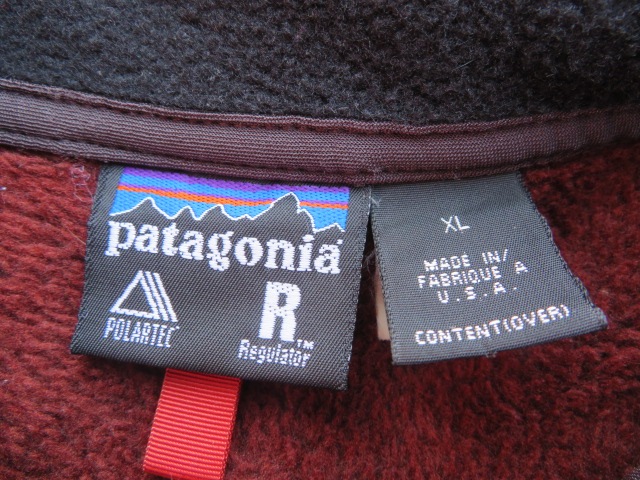 patagonia
POLARTEC
R
Regulator™
XL
MADE IN/
FABRIQUE A
U.S.A.
CONTENT(OVER)